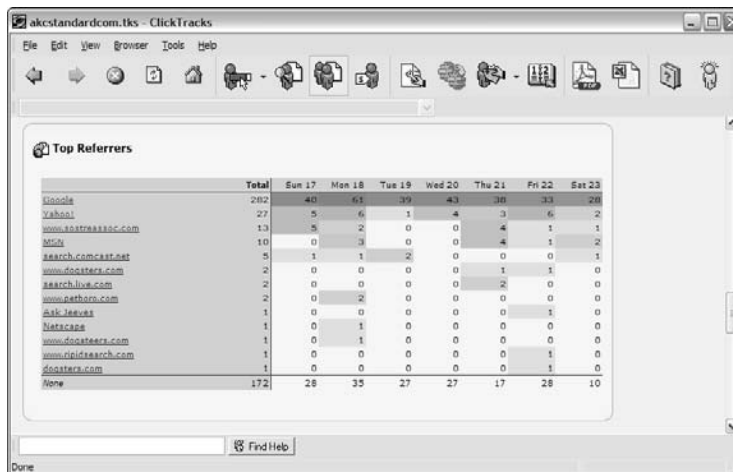 akcstandardcom.tks - ClickTracks
File Edit View Browser Tools Help
Top Referrers
Total Sun 17 Mon 18 Tue 19 Wed 20 Thu 21 Fri 22 Sat 23
Google 282 40 61 39 43 38 33 28
Yahoo! 27 5 6 1 4 3 6 2
13 5 2 0 0 4 1 1
MSN 10 0 3 0 0 4 1 2
search.comcast.net 5 1 1 2 0 0 0 1
www.dogsters.com 2 0 0 0 0 1 1 0
search.live.com 2 0 0 0 0 2 0 0
www.petboro.com 2 0 2 0 0 0 0 0
Ask Jeeves 1 0 0 0 0 0 1 0
Netscape 1 0 1 0 0 0 0 0
www.dogsteers.com 1 0 1 0 0 0 0 0
www.ripidsearch.com 1 0 0 0 0 0 1 0
dogsters.com 1 0 0 0 0 0 1 0
None 172 28 35 27 27 17 28 10
Find Help
Done